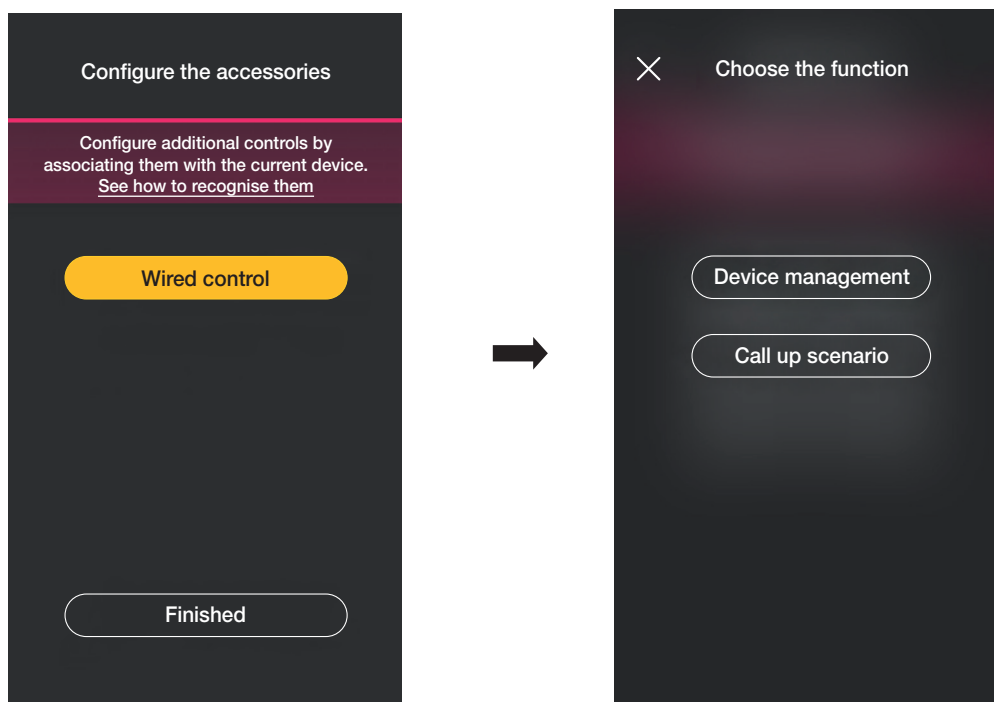 Configure the accessories
Configure additional controls by
associating them with the current device.
See how to recognise them
Wired control
Finished
Choose the function
Device management
Call up scenario